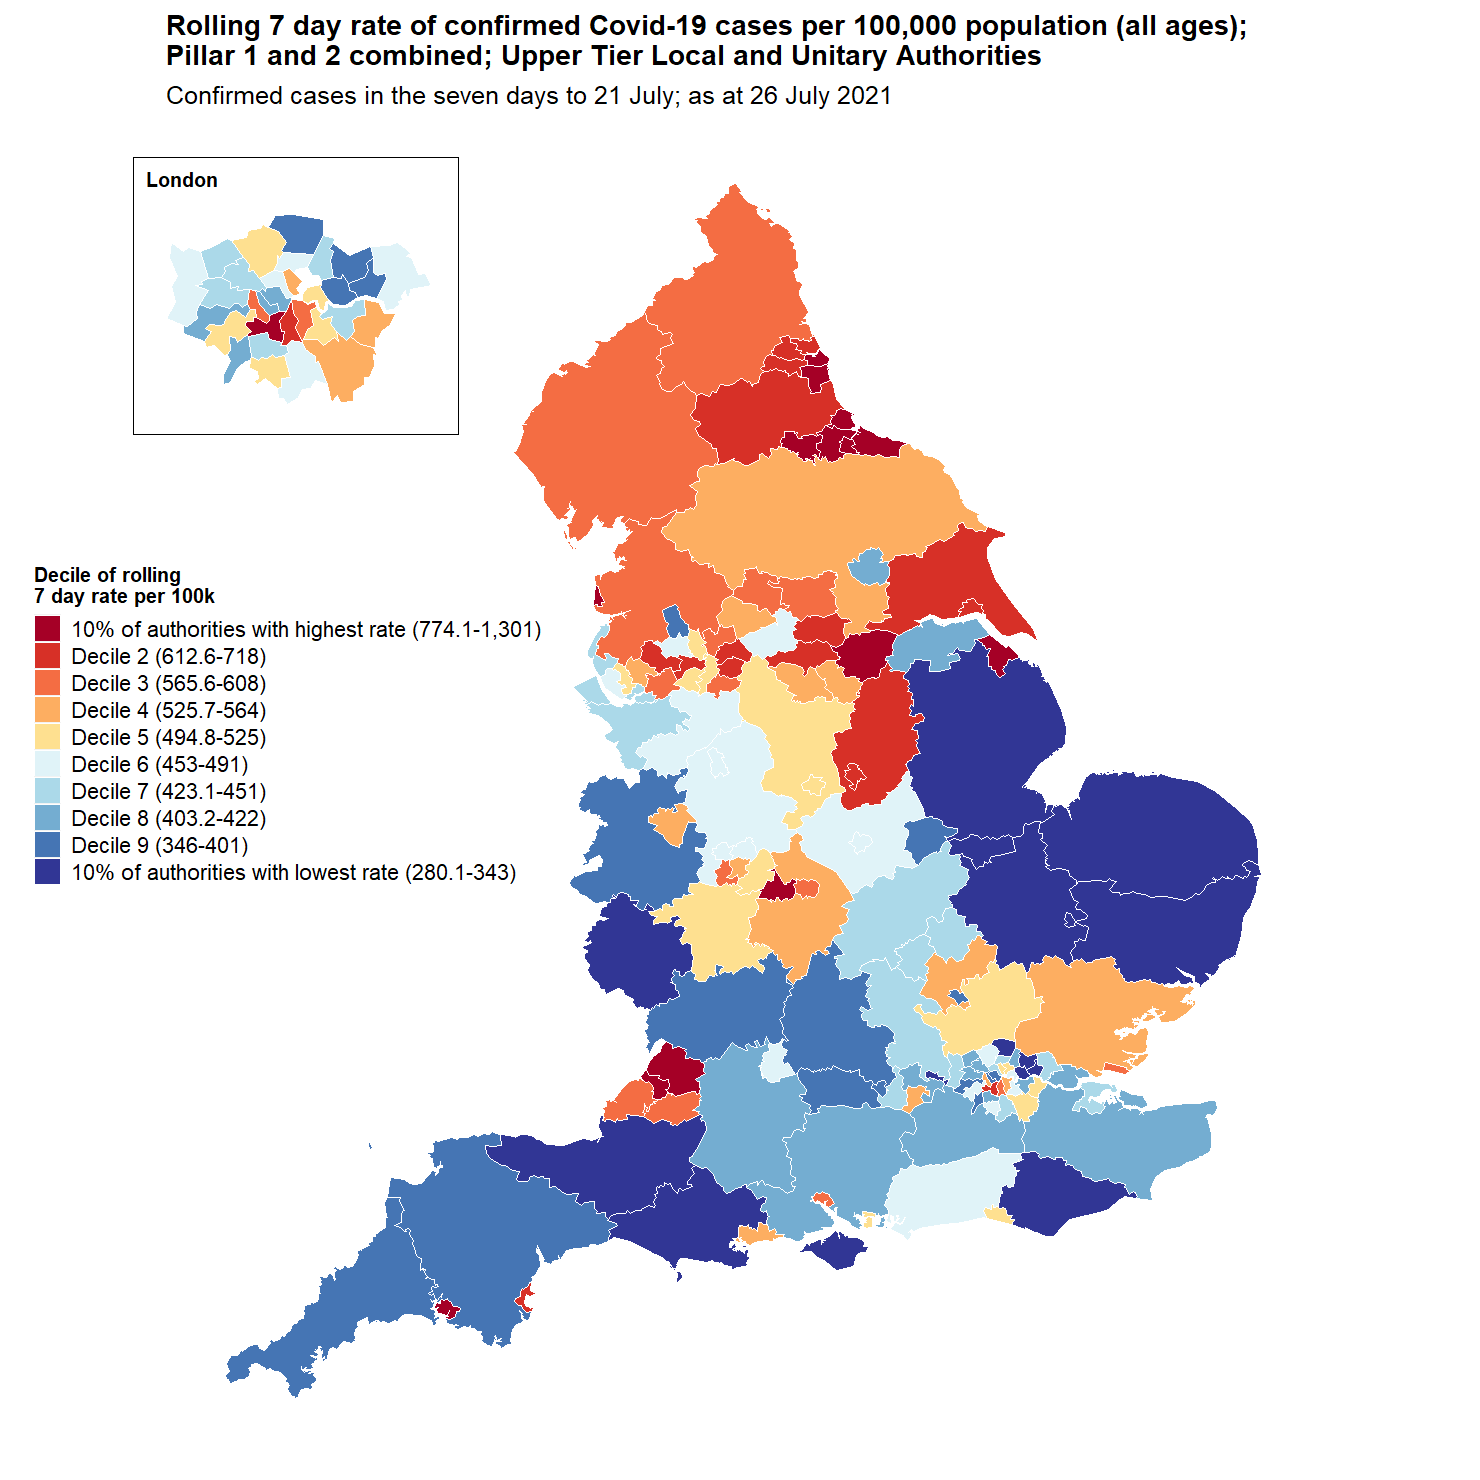 Rolling 7 day rate of confirmed Covid-19 cases per 100,000 population (all ages);
Pillar 1 and 2 combined; Upper Tier Local and Unitary Authorities
Confirmed cases in the seven days to 21 July; as at 26 July 2021
London
Decile of rolling
7 day rate per 100k
10% of authorities with highest rate (774.1-1,301)
Decile 2 (612.6-718)
Decile 3 (565.6-608)
Decile 4 (525.7-564)
Decile 5 (494.8-525)
Decile 6 (453-491)
Decile 7 (423.1-451)
Decile 8 (403.2-422)
Decile 9 (346-401)
10% of authorities with lowest rate (280.1-343)